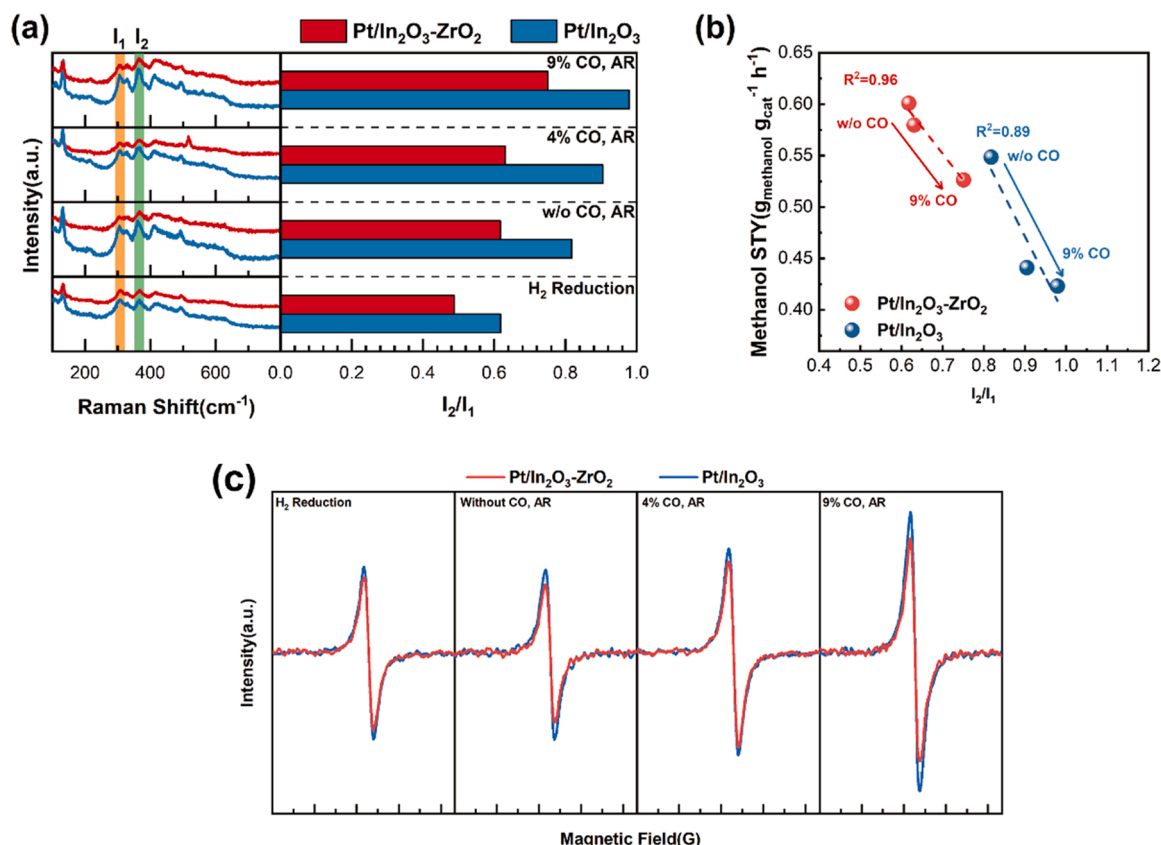 (a)
I₁ I₂
Pt/In₂O₃-ZrO₂ Pt/In₂O₃
9% CO, AR
4% CO, AR
w/o CO, AR
H₂ Reduction
Intensity(a.u.)
200 400 600 0.0 0.2 0.4 0.6 0.8 1.0
Raman Shift(cm⁻¹) I₂/I₁
(b)
Methanol STY(g_methanol g_cat⁻¹ h⁻¹)
0.65
0.60
0.55
0.50
0.45
0.40
R²=0.96
w/o CO
9% CO
R²=0.89
w/o CO
9% CO
Pt/In₂O₃-ZrO₂
Pt/In₂O₃
0.4 0.5 0.6 0.7 0.8 0.9 1.0 1.1 1.2
I₂/I₁
(c)
Pt/In₂O₃-ZrO₂ Pt/In₂O₃
H₂ Reduction Without CO, AR 4% CO, AR 9% CO, AR
Intensity(a.u.)
Magnetic Field(G)